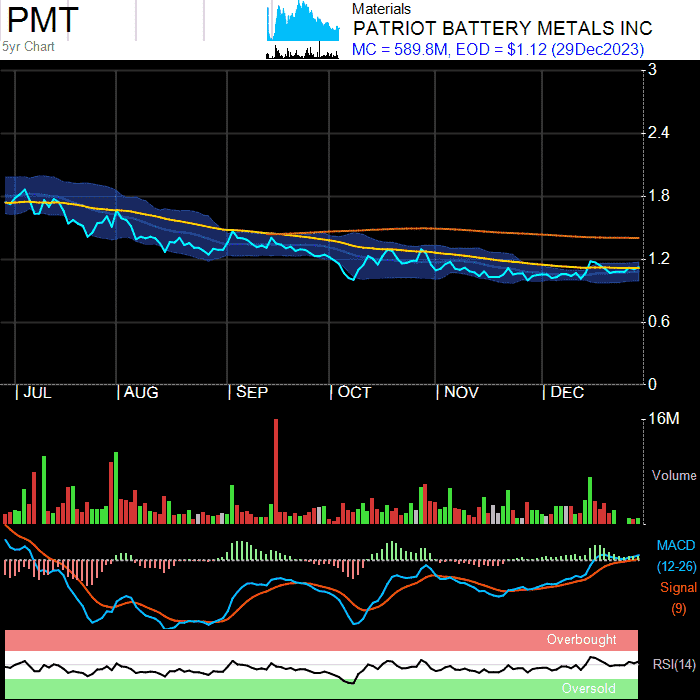 PMT
5yr Chart
Materials
PATRIOT BATTERY METALS INC
MC = 589.8M, EOD = $1.12 (29Dec2023)
3
2.4
1.8
1.2
0.6
0
JUL AUG SEP OCT NOV DEC
16M
Volume
MACD
(12-26)
Signal
(9)
Overbought
RSI(14)
Oversold